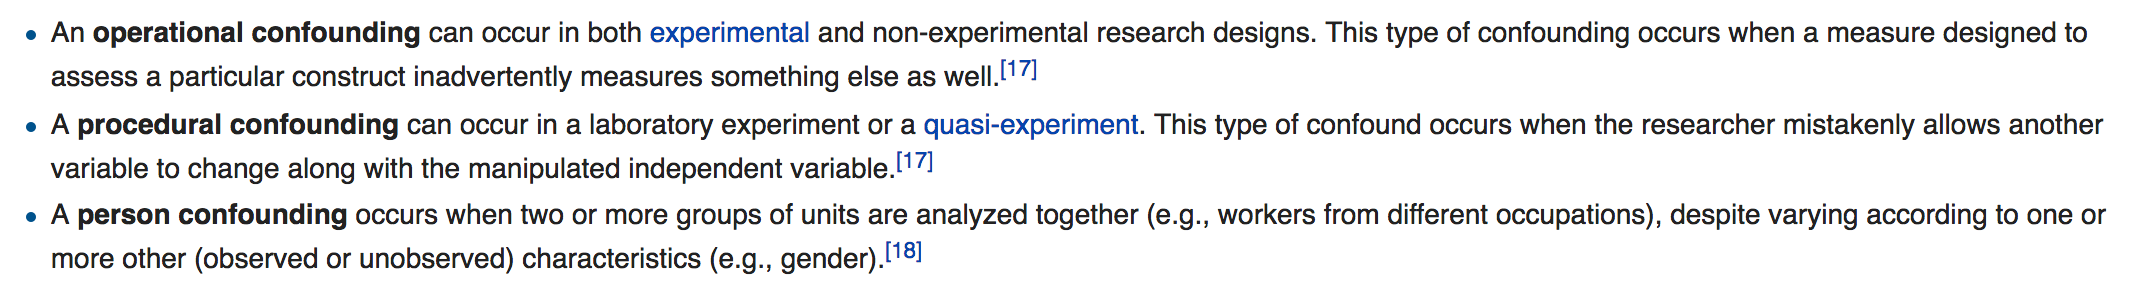 • An operational confounding can occur in both experimental and non-experimental research designs. This type of confounding occurs when a measure designed to
assess a particular construct inadvertently measures something else as well.[17]
• A procedural confounding can occur in a laboratory experiment or a quasi-experiment. This type of confound occurs when the researcher mistakenly allows another
variable to change along with the manipulated independent variable.[17]
• A person confounding occurs when two or more groups of units are analyzed together (e.g., workers from different occupations), despite varying according to one or
more other (observed or unobserved) characteristics (e.g., gender).[18]